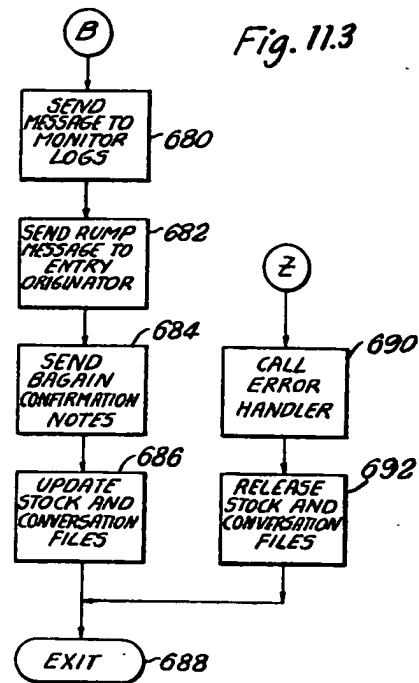 B
Fig. 11.3
SEND
MESSAGE TO
MONITOR
LOGS
680
SEND RUMP
MESSAGE TO
ENTRY
ORIGINATOR
682
Z
684
SEND
BAGAIN
CONFIRMATION
NOTES
690
CALL
ERROR
HANDLER
686
UPDATE
STOCK AND
CONVERSATION
FILES
692
RELEASE
STOCK AND
CONVERSATION
FILES
EXIT
688